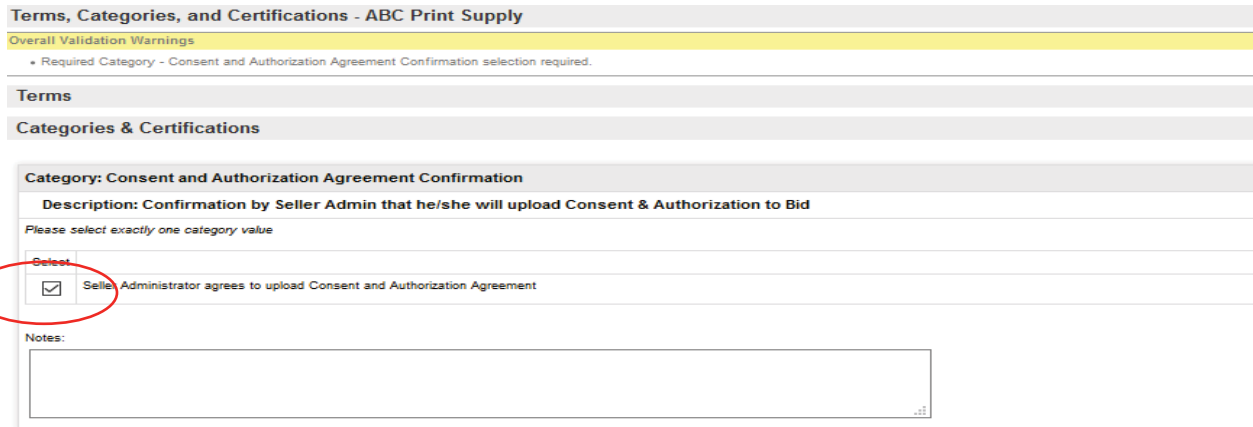 Terms, Categories, and Certifications - ABC Print Supply
Overall Validation Warnings
• Required Category - Consent and Authorization Agreement Confirmation selection required.
Terms
Categories & Certifications
Category: Consent and Authorization Agreement Confirmation
Description: Confirmation by Seller Admin that he/she will upload Consent & Authorization to Bid
Please select exactly one category value
Select
Seller Administrator agrees to upload Consent and Authorization Agreement
Notes: